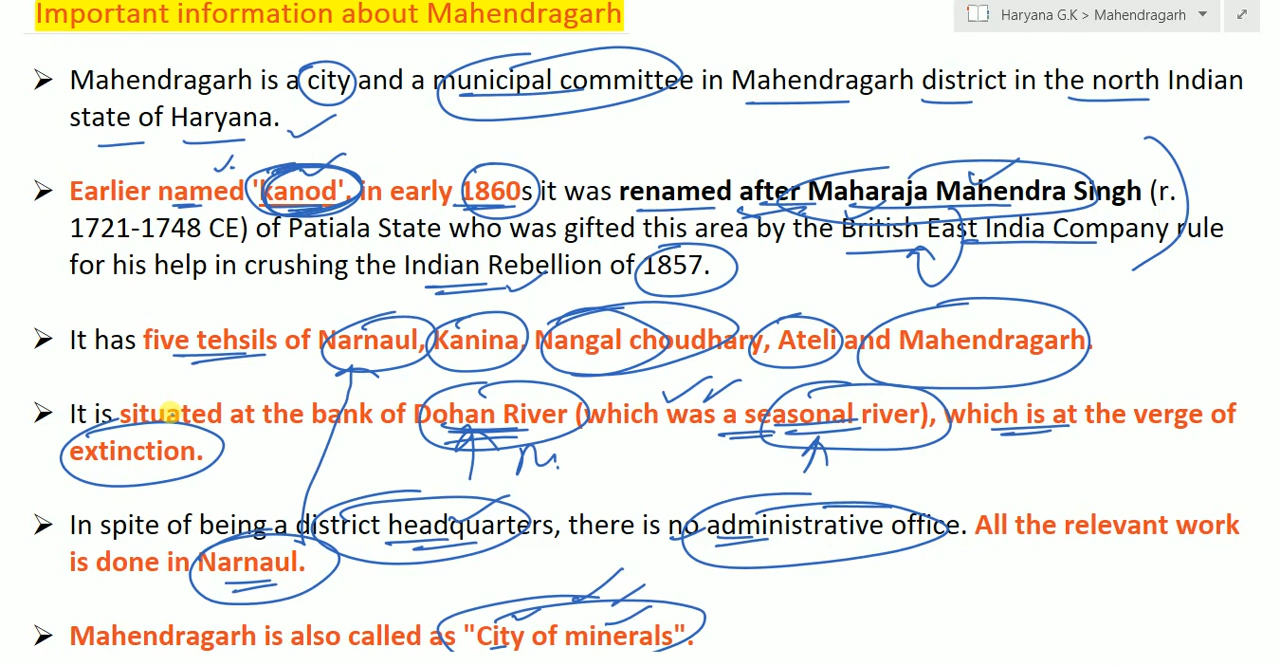 Important information about Mahendragarh
Haryana G.K > Mahendragarh
➤ Mahendragarh is a city and a municipal committee in Mahendragarh district in the north Indian
state of Haryana.
➤ Earlier named 'kanod', in early 1860s it was renamed after Maharaja Mahendra Singh (r.
1721-1748 CE) of Patiala State who was gifted this area by the British East India Company rule
for his help in crushing the Indian Rebellion of 1857.
➤ It has five tehsils of Narnaul, Kanina, Nangal choudhary, Ateli and Mahendragarh.
➤ It is situated at the bank of Dohan River (which was a seasonal river), which is at the verge of
extinction.
➤ In spite of being a district headquarters, there is no administrative office. All the relevant work
is done in Narnaul.
➤ Mahendragarh is also called as "City of minerals".